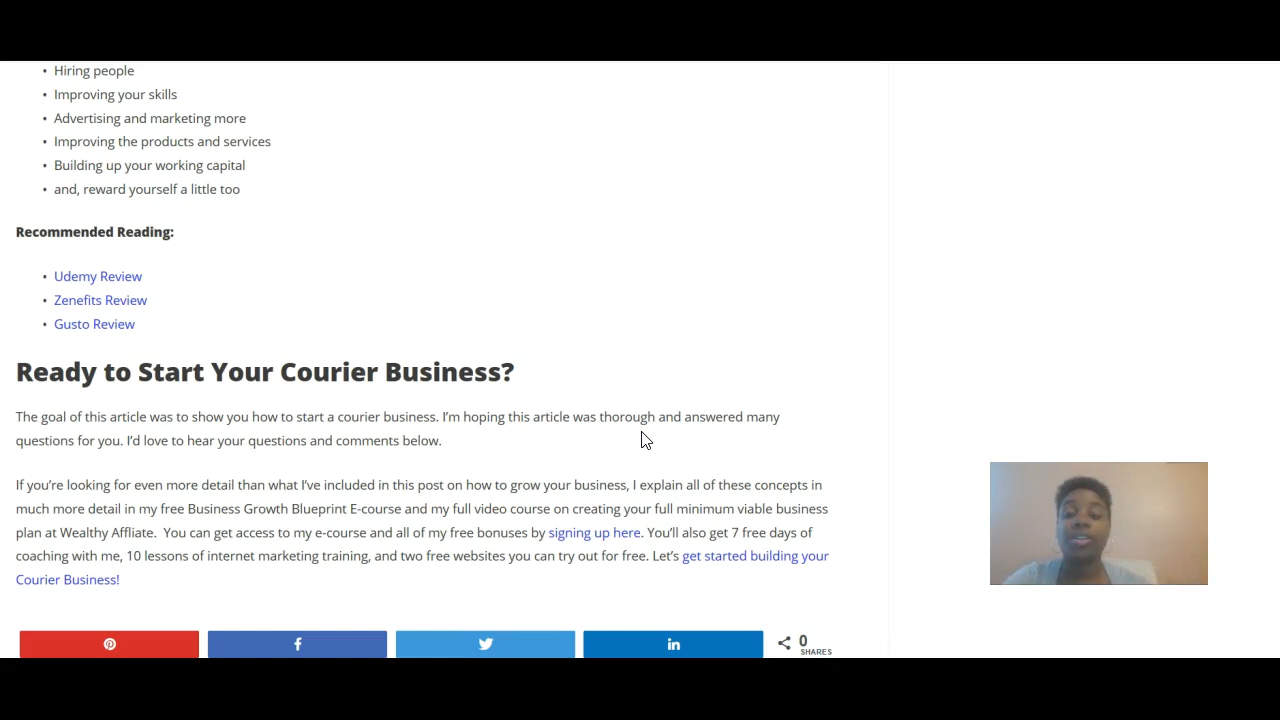 • Hiring people
• Improving your skills
• Advertising and marketing more
• Improving the products and services
• Building up your working capital
• and, reward yourself a little too
Recommended Reading:
• Udemy Review
• Zenefits Review
• Gusto Review
Ready to Start Your Courier Business?
The goal of this article was to show you how to start a courier business. I'm hoping this article was thorough and answered many
questions for you. I'd love to hear your questions and comments below.
If you're looking for even more detail than what I've included in this post on how to grow your business, I explain all of these concepts in
much more detail in my free Business Growth Blueprint E-course and my full video course on creating your full minimum viable business
plan at Wealthy Affliate.  You can get access to my e-course and all of my free bonuses by signing up here. You'll also get 7 free days of
coaching with me, 10 lessons of internet marketing training, and two free websites you can try out for free. Let's get started building your
Courier Business!
0
SHARES